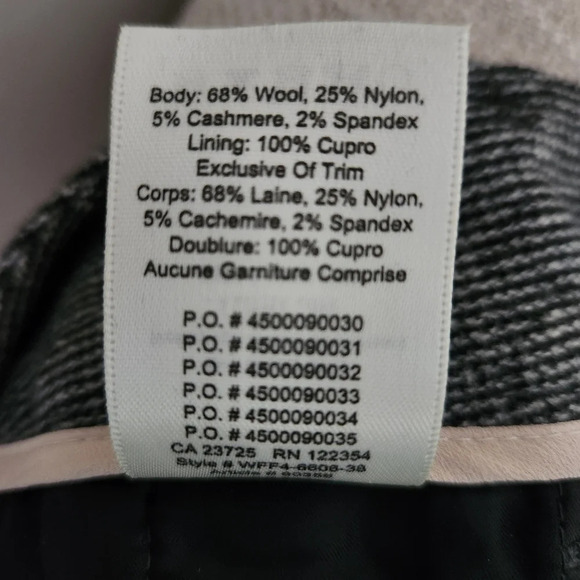 Body: 68% Wool, 25% Nylon,
5% Cashmere, 2% Spandex
Lining: 100% Cupro
Exclusive Of Trim
Corps: 68% Laine, 25% Nylon,
5% Cachemire, 2% Spandex
Doublure: 100% Cupro
Aucune Garniture Comprise
P.O. # 4500090030
P.O. # 4500090031
P.O. # 4500090032
P.O. # 4500090033
P.O. # 4500090034
P.O. # 4500090035
CA 23725 RN 122354
Style #